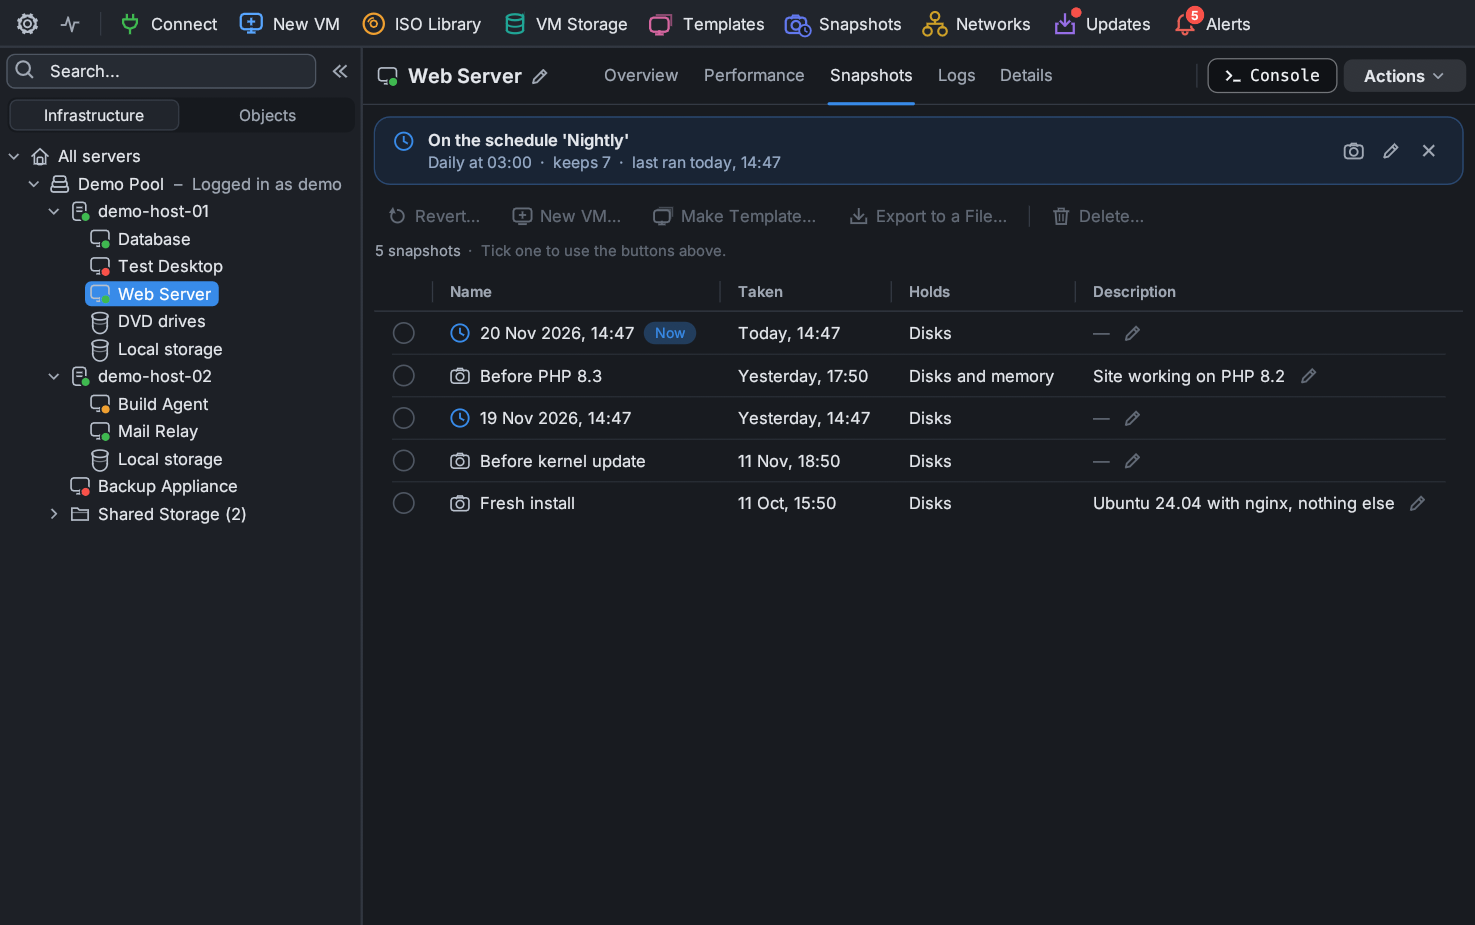 Connect New VM ISO Library VM Storage Templates Snapshots Networks Updates 5 Alerts
Search...
Web Server Overview Performance Snapshots Logs Details >_ Console Actions
Infrastructure Objects
All servers
Demo Pool – Logged in as demo
demo-host-01
Database
Test Desktop
Web Server
DVD drives
Local storage
demo-host-02
Build Agent
Mail Relay
Local storage
Backup Appliance
Shared Storage (2)
On the schedule 'Nightly'
Daily at 03:00 · keeps 7 · last ran today, 14:47
Revert... New VM... Make Template... Export to a File... Delete...
5 snapshots · Tick one to use the buttons above.
Name Taken Holds Description
20 Nov 2026, 14:47 Now Today, 14:47 Disks —
Before PHP 8.3 Yesterday, 17:50 Disks and memory Site working on PHP 8.2
19 Nov 2026, 14:47 Yesterday, 14:47 Disks —
Before kernel update 11 Nov, 18:50 Disks —
Fresh install 11 Oct, 15:50 Disks Ubuntu 24.04 with nginx, nothing else